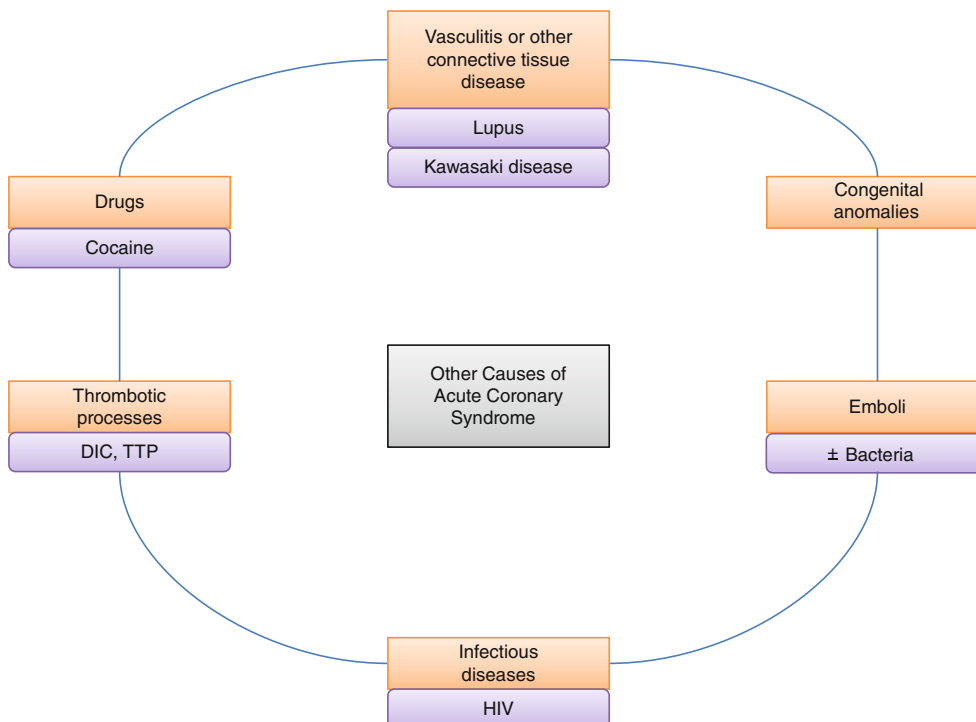 Vasculitis or other
connective tissue
disease
Lupus
Kawasaki disease
Drugs
Cocaine
Congenital
anomalies
Other Causes of
Acute Coronary
Syndrome
Thrombotic
processes
DIC, TTP
Emboli
± Bacteria
Infectious
diseases
HIV